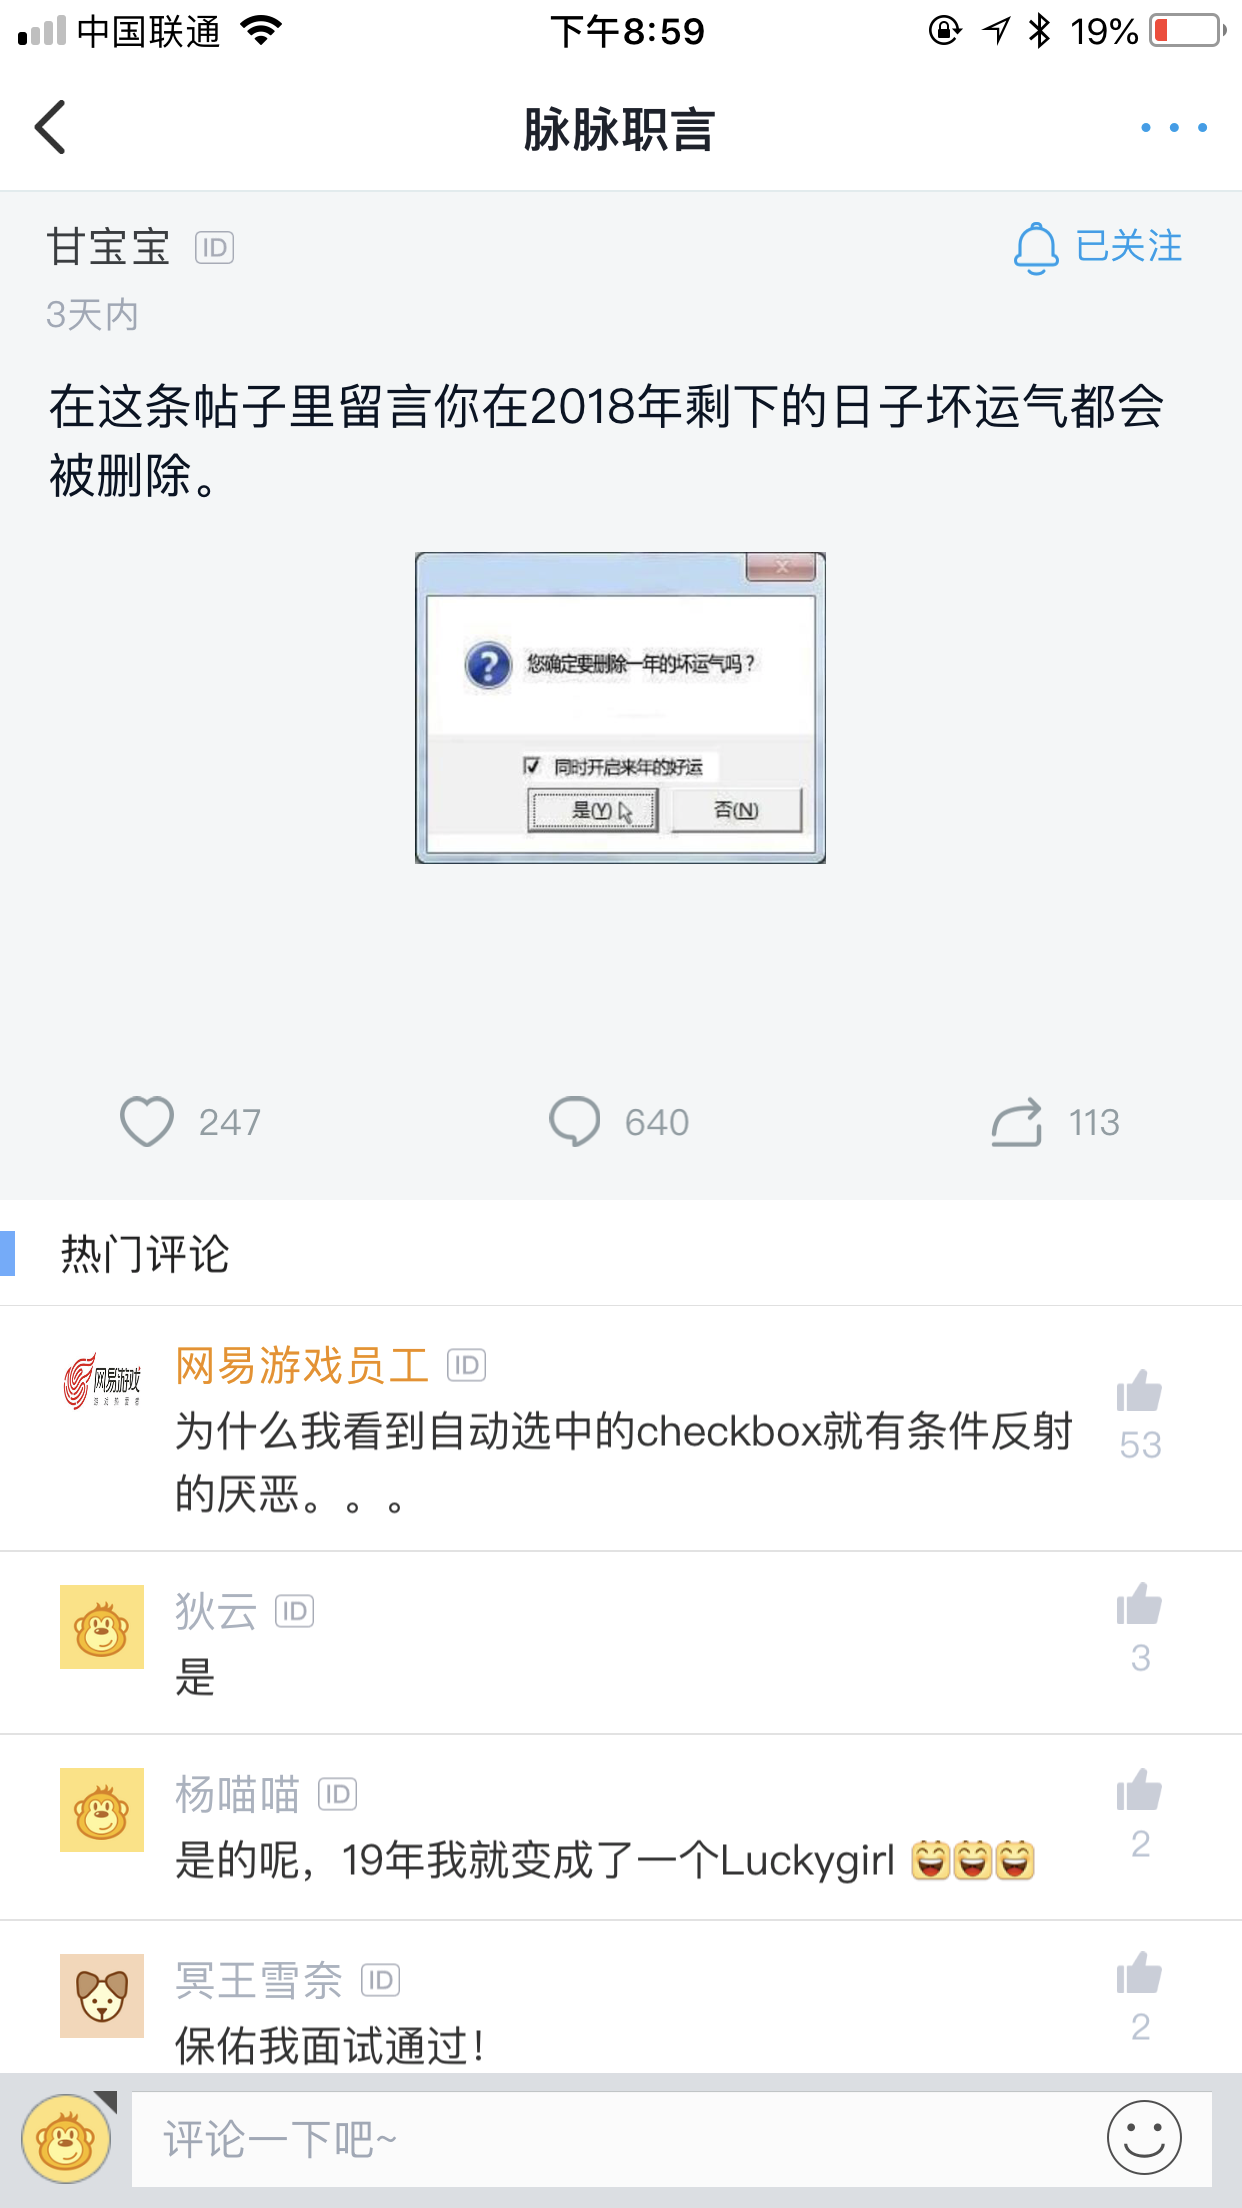 中国联通
下午8:59
19%
脉脉职言
甘宝宝 ID
已关注
3天内
在这条帖子里留言你在2018年剩下的日子坏运气都会
被删除。
您确定要删除一年的坏运气吗？
同时开启来年的好运
是(Y)
否(N)
247
640
113
热门评论
网易游戏
网易游戏员工 ID
为什么我看到自动选中的checkbox就有条件反射
的厌恶。。。
53
狄云 ID
是
3
杨喵喵 ID
是的呢，19年我就变成了一个Luckygirl 😆😆😆
2
冥王雪奈 ID
保佑我面试通过！
2
评论一下吧~